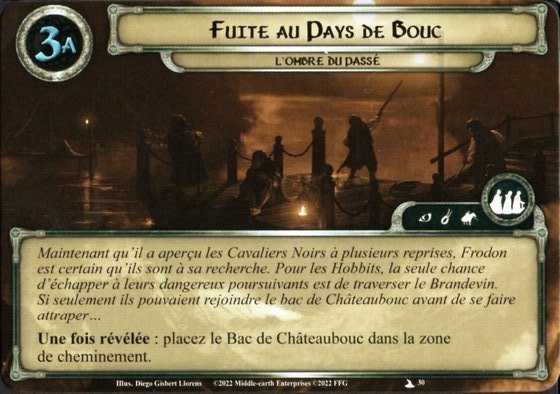 3A
Fuite au Pays de Bouc
L'ombre du passé
Maintenant qu'il a aperçu les Cavaliers Noirs à plusieurs reprises, Frodon
est certain qu'ils sont à sa recherche. Pour les Hobbits, la seule chance
d'échapper à leurs dangereux poursuivants est de traverser le Brandevin.
Si seulement ils pouvaient rejoindre le bac de Châteaubouc avant de se faire
attraper…
Une fois révélée : placez le Bac de Châteaubouc dans la zone
de cheminement.
Illus. Diego Gisbert Llorens ©2022 Middle-earth Enterprises ©2022 FFG 30